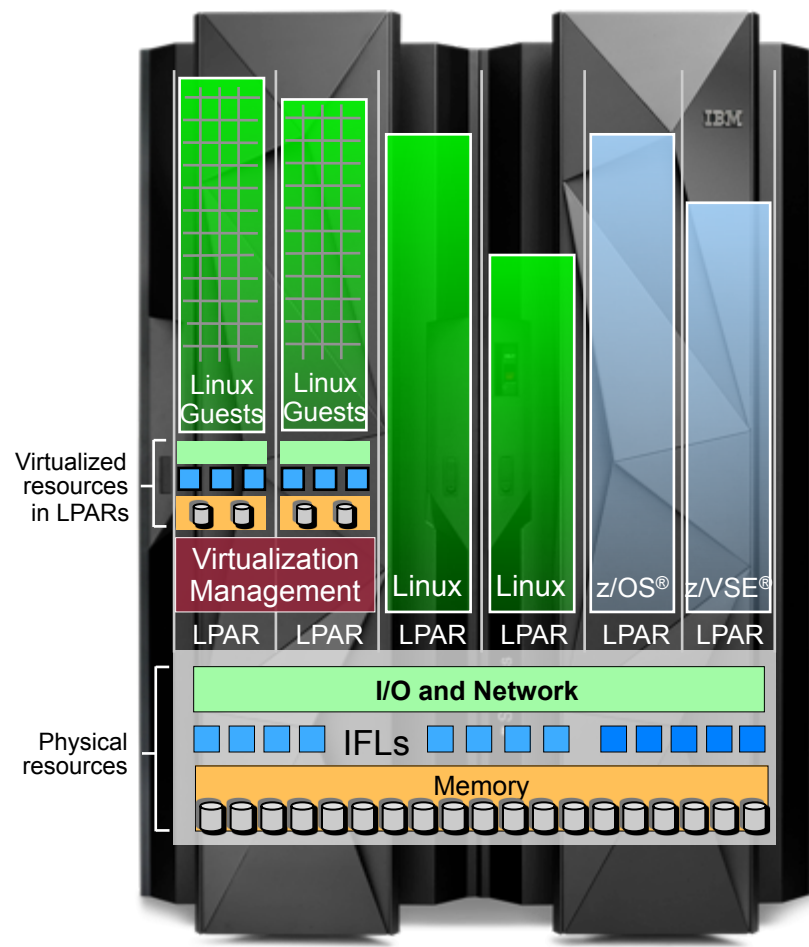 IBM
Linux
Guests
Linux
Guests
Virtualized
resources
in LPARs
Virtualization
Management
Linux
Linux
z/OS®
z/VSE®
LPAR
LPAR
LPAR
LPAR
LPAR
LPAR
I/O and Network
Physical
resources
IFLs
Memory